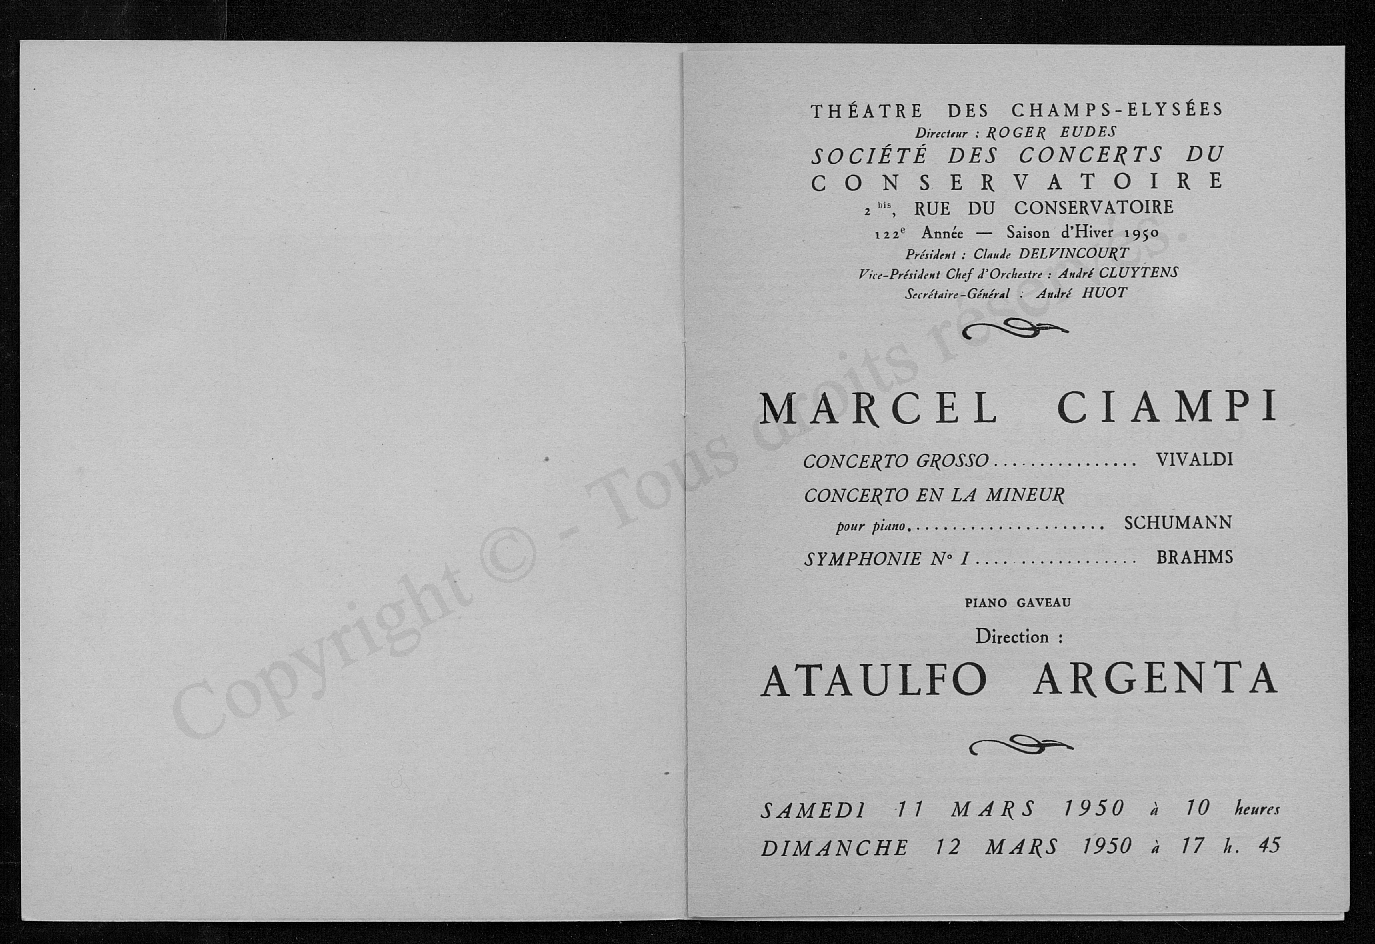 THÉATRE DES CHAMPS-ELYSÉES
Directeur : ROGER EUDES
SOCIÉTÉ DES CONCERTS DU
CONSERVATOIRE
2 bis, RUE DU CONSERVATOIRE
122e Année — Saison d'Hiver 1950
Président : Claude DELVINCOURT
Vice-Président Chef d'Orchestre : André CLUYTENS
Secrétaire-Général : André HUOT
MARCEL CIAMPI
CONCERTO GROSSO ................ VIVALDI
CONCERTO EN LA MINEUR
pour piano...................... SCHUMANN
SYMPHONIE N° I .................. BRAHMS
PIANO GAVEAU
Direction :
ATAULFO ARGENTA
SAMEDI 11 MARS 1950 à 10 heures
DIMANCHE 12 MARS 1950 à 17 h. 45
Copyright © - Tous droits réservés.